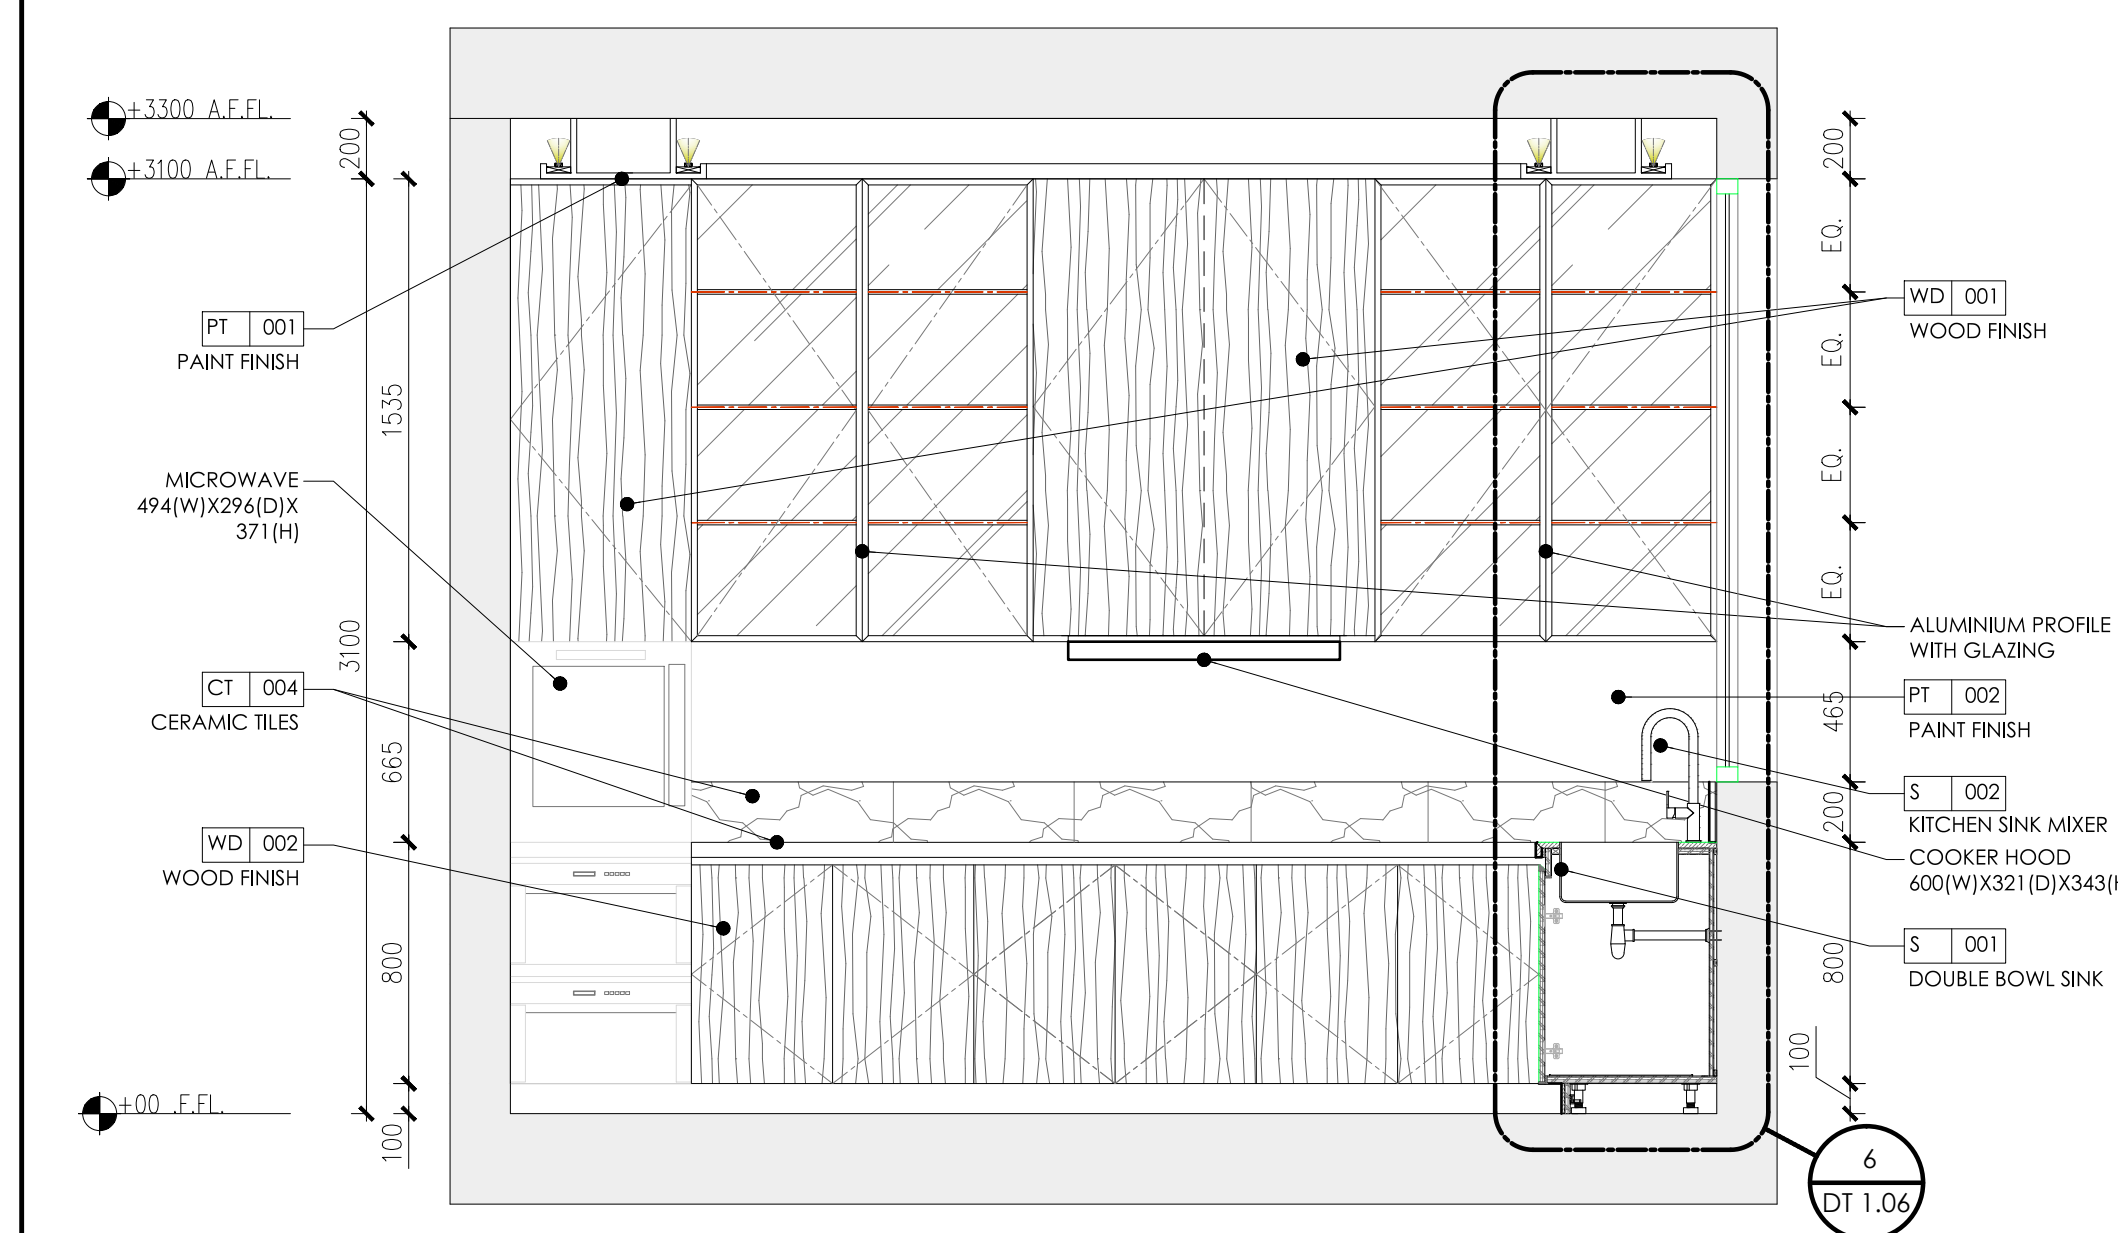 +3300 A.F.FL.
+3100 A.F.FL.
+00 .F.FL.
200
3100
1535
665
800
100
PT 001
PAINT FINISH
MICROWAVE
494(W)X296(D)X
371(H)
CT 004
CERAMIC TILES
WD 002
WOOD FINISH
200
EQ.
EQ.
EQ.
EQ.
465
200
800
100
WD 001
WOOD FINISH
ALUMINIUM PROFILE
WITH GLAZING
PT 002
PAINT FINISH
S 002
KITCHEN SINK MIXER
COOKER HOOD
600(W)X321(D)X343(H
S 001
DOUBLE BOWL SINK
6
DT 1.06